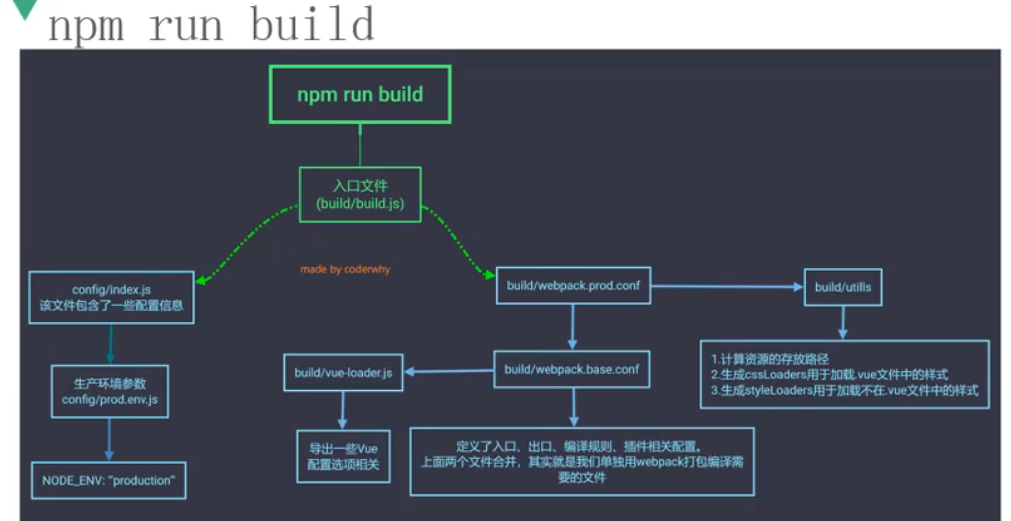 npm run build
npm run build
入口文件
(build/build.js)
made by coderwhy
config/index.js
该文件包含了一些配置信息
build/webpack.prod.conf
build/utills
生产环境参数
config/prod.env.js
build/vue-loader.js
build/webpack.base.conf
1.计算资源的存放路径
2.生成cssLoaders用于加载.vue文件中的样式
3.生成styleLoaders用于加载不在.vue文件中的样式
NODE_ENV: "production"
导出一些Vue
配置选项相关
定义了入口、出口、编译规则、插件相关配置。
上面两个文件合并，其实就是我们单独用webpack打包编译需
要的文件